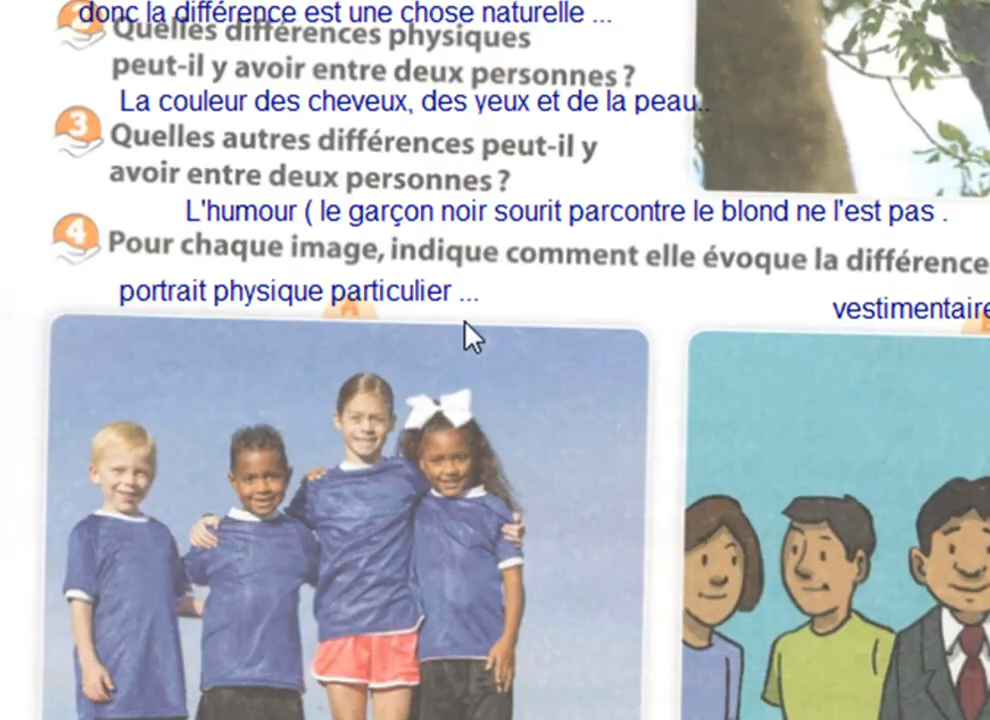 donc la différence est une chose naturelle ...
Quelles différences physiques
peut-il y avoir entre deux personnes ?
La couleur des cheveux, des yeux et de la peau..
3 Quelles autres différences peut-il y
avoir entre deux personnes ?
L'humour ( le garçon noir sourit parcontre le blond ne l'est pas .
4 Pour chaque image, indique comment elle évoque la différence
portrait physique particulier ...
vestimentaire
A